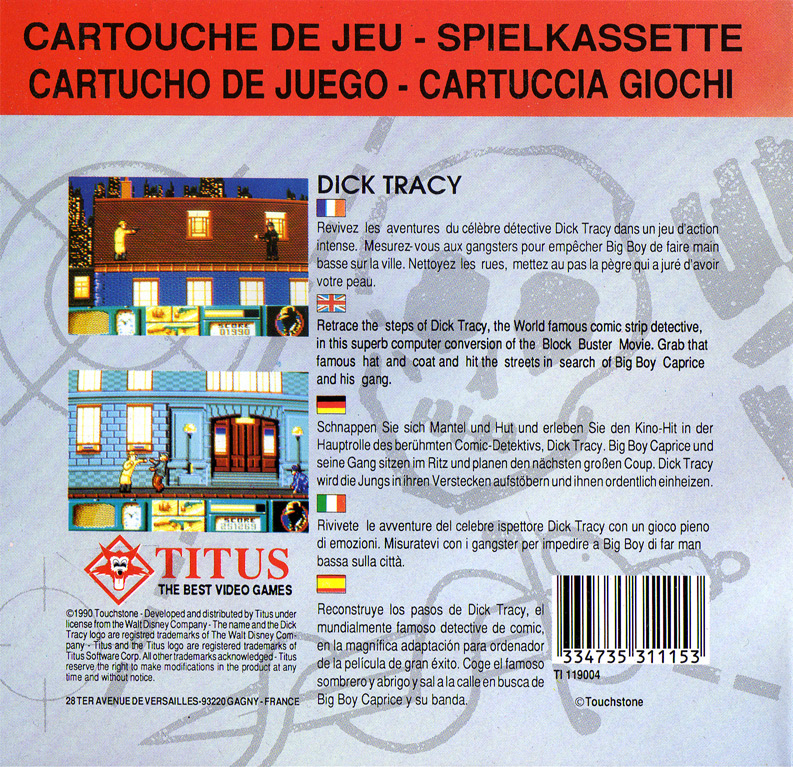 CARTOUCHE DE JEU - SPIELKASSETTE
CARTUCHO DE JUEGO - CARTUCCIA GIOCHI
DICK TRACY
Revivez les aventures du célèbre détective Dick Tracy dans un jeu d'action
intense. Mesurez-vous aux gangsters pour empêcher Big Boy de faire main
basse sur la ville. Nettoyez les rues, mettez au pas la pègre qui a juré d'avoir
votre peau.
Retrace the steps of Dick Tracy, the World famous comic strip detective,
in this superb computer conversion of the Block Buster Movie. Grab that
famous hat and coat and hit the streets in search of Big Boy Caprice
and his gang.
Schnappen Sie sich Mantel und Hut und erleben Sie den Kino-Hit in der
Hauptrolle des berühmten Comic-Detektivs, Dick Tracy. Big Boy Caprice und
seine Gang sitzen im Ritz und planen den nächsten großen Coup. Dick Tracy
wird die Jungs in ihren Verstecken aufstöbern und ihnen ordentlich einheizen.
Rivivete le avventure del celebre ispettore Dick Tracy con un gioco pieno
di emozioni. Misuratevi con i gangster per impedire a Big Boy di far man
bassa sulla città.
Reconstruye los pasos de Dick Tracy, el
mundialmente famoso detective de comic,
en la magnífica adaptación para ordenador
de la película de gran éxito. Coge el famoso
sombrero y abrigo y sal a la calle en busca de
Big Boy Caprice y su banda.
SCORE
01990
SCORE
251269
TITUS
THE BEST VIDEO GAMES
©1990 Touchstone - Developed and distributed by Titus under
license from the Walt Disney Company - The name and the Dick
Tracy logo are registred trademarks of The Walt Disney Com-
pany - Titus and the Titus logo are registered trademarks of
Titus Software Corp. All other trademarks acknowledged - Titus
reserve the right to make modifications in the product at any
time and without notice.
28 TER AVENUE DE VERSAILLES-93220 GAGNY - FRANCE
3 334735 311153
TI 119004
©Touchstone